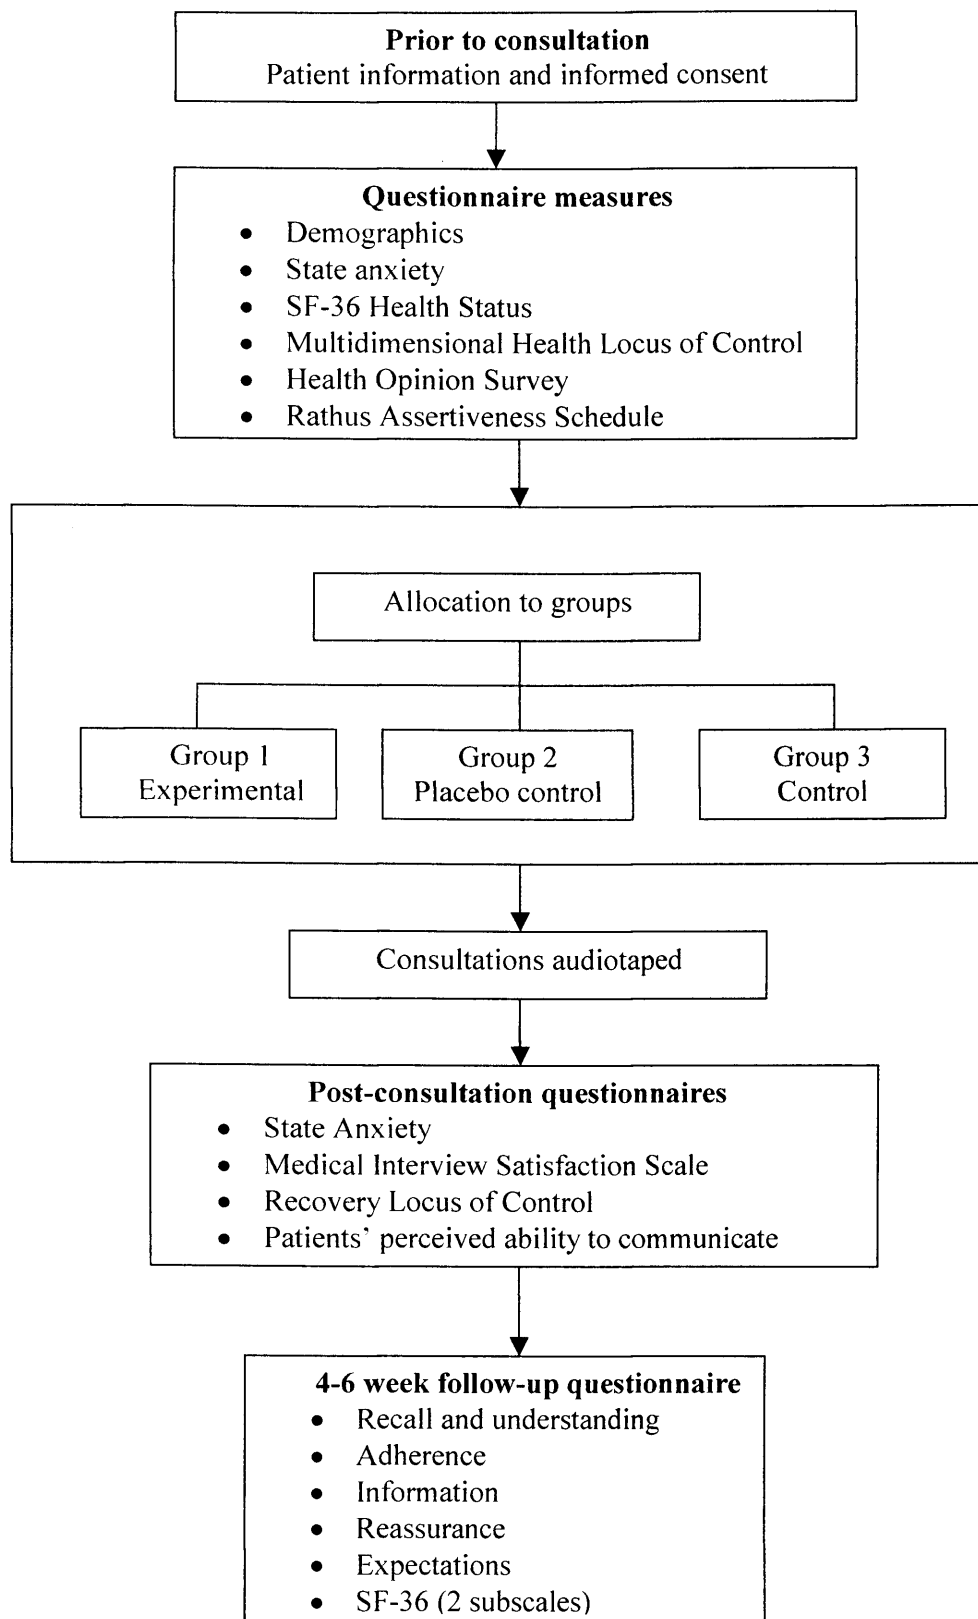 Prior to consultation
Patient information and informed consent
Questionnaire measures
• Demographics
• State anxiety
• SF-36 Health Status
• Multidimensional Health Locus of Control
• Health Opinion Survey
• Rathus Assertiveness Schedule
Allocation to groups
Group 1
Experimental
Group 2
Placebo control
Group 3
Control
Consultations audiotaped
Post-consultation questionnaires
• State Anxiety
• Medical Interview Satisfaction Scale
• Recovery Locus of Control
• Patients' perceived ability to communicate
4-6 week follow-up questionnaire
• Recall and understanding
• Adherence
• Information
• Reassurance
• Expectations
• SF-36 (2 subscales)